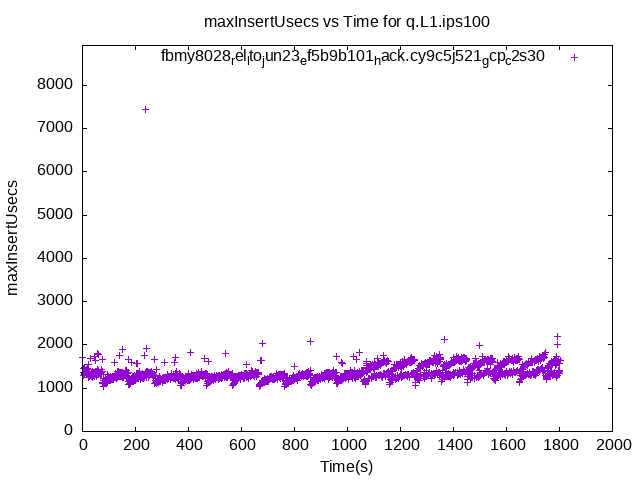 maxInsertUsecs vs Time for q.L1.ips100
fbmy8028relltojun23ef5b9b101hack.cy9c5j521gcpc2s30
8000
7000
6000
5000
4000
3000
2000
1000
0
maxInsertUsecs
0 200 400 600 800 1000 1200 1400 1600 1800 2000
Time(s)